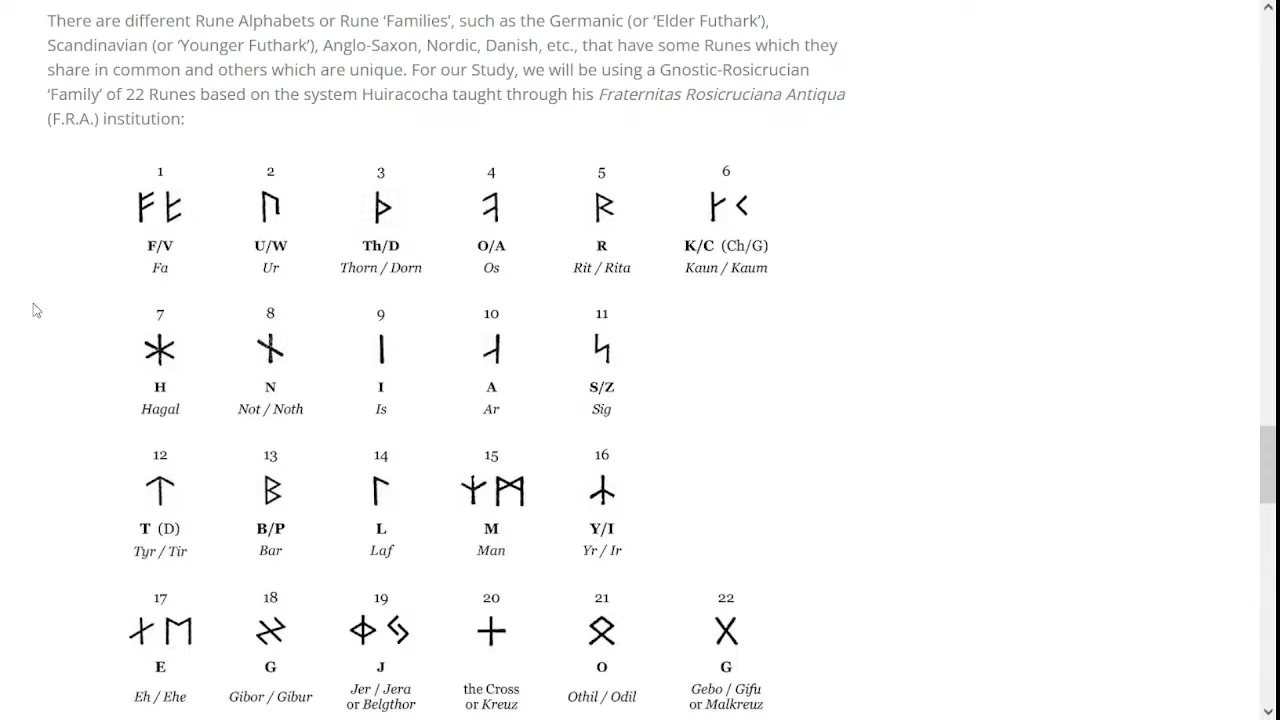 There are different Rune Alphabets or Rune ‘Families’, such as the Germanic (or ‘Elder Futhark’),
Scandinavian (or ‘Younger Futhark’), Anglo-Saxon, Nordic, Danish, etc., that have some Runes which they
share in common and others which are unique. For our Study, we will be using a Gnostic-Rosicrucian
‘Family’ of 22 Runes based on the system Huiracocha taught through his Fraternitas Rosicruciana Antiqua
(F.R.A.) institution:
1 2 3 4 5 6
ᚠ ᚢ ᚦ ᚱ ᚲ
F/V U/W Th/D O/A R K/C (Ch/G)
Fa Ur Thorn / Dorn Os Rit / Rita Kaun / Kaum
7 8 9 10 11
ᚼ ᚾ ᛁ ᛋ
H N I A S/Z
Hagal Not / Noth Is Ar Sig
12 13 14 15 16
ᛏ ᛒ ᛚ ᛉ ᛗ ᛦ
T (D) B/P L M Y/I
Tyr / Tir Bar Laf Man Yr / Ir
17 18 19 20 21 22
ᛟ ᚷ
E G J O G
Eh / Ehe Gibor / Gibur Jer / Jera the Cross Othil / Odil Gebo / Gifu
or Belgthor or Kreuz or Malkreuz